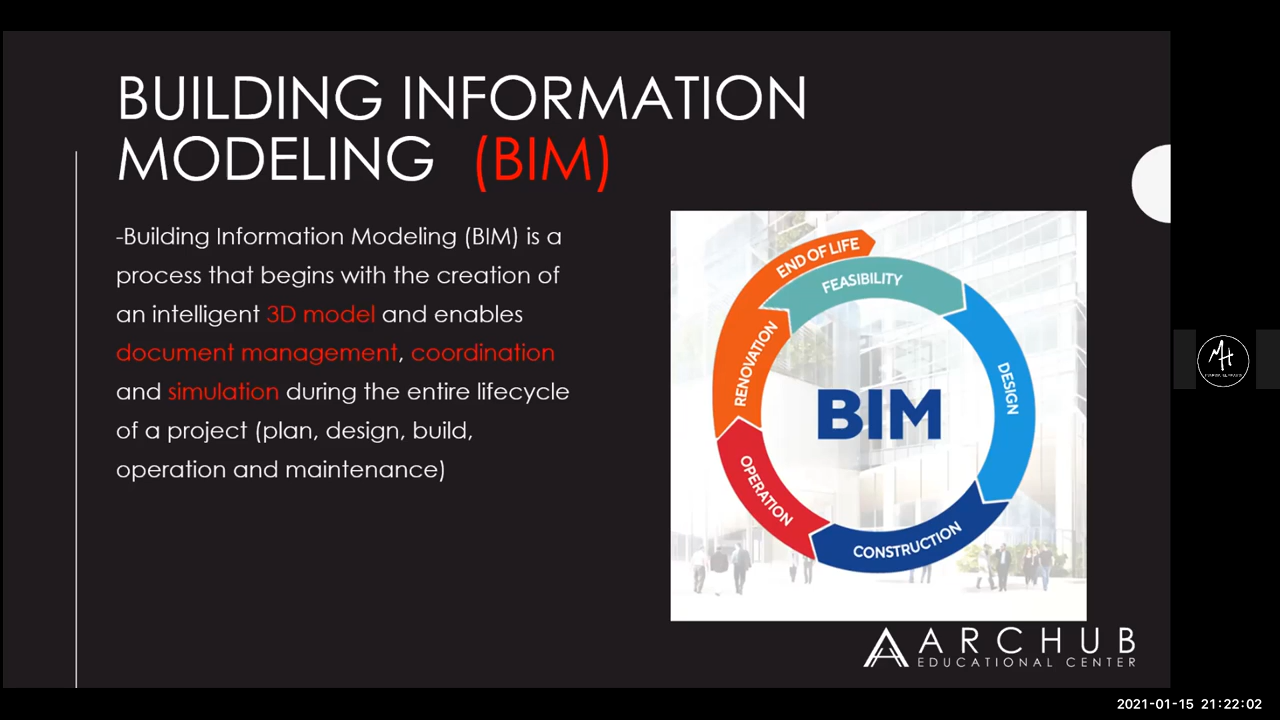 BUILDING INFORMATION
MODELING (BIM)
-Building Information Modeling (BIM) is a
process that begins with the creation of
an intelligent 3D model and enables
document management, coordination
and simulation during the entire lifecycle
of a project (plan, design, build,
operation and maintenance)
END OF LIFE
FEASIBILITY
RENOVATION
DESIGN
BIM
OPERATION
CONSTRUCTION
MH
ARCHUB
EDUCATIONAL CENTER
2021-01-15 21:22:02